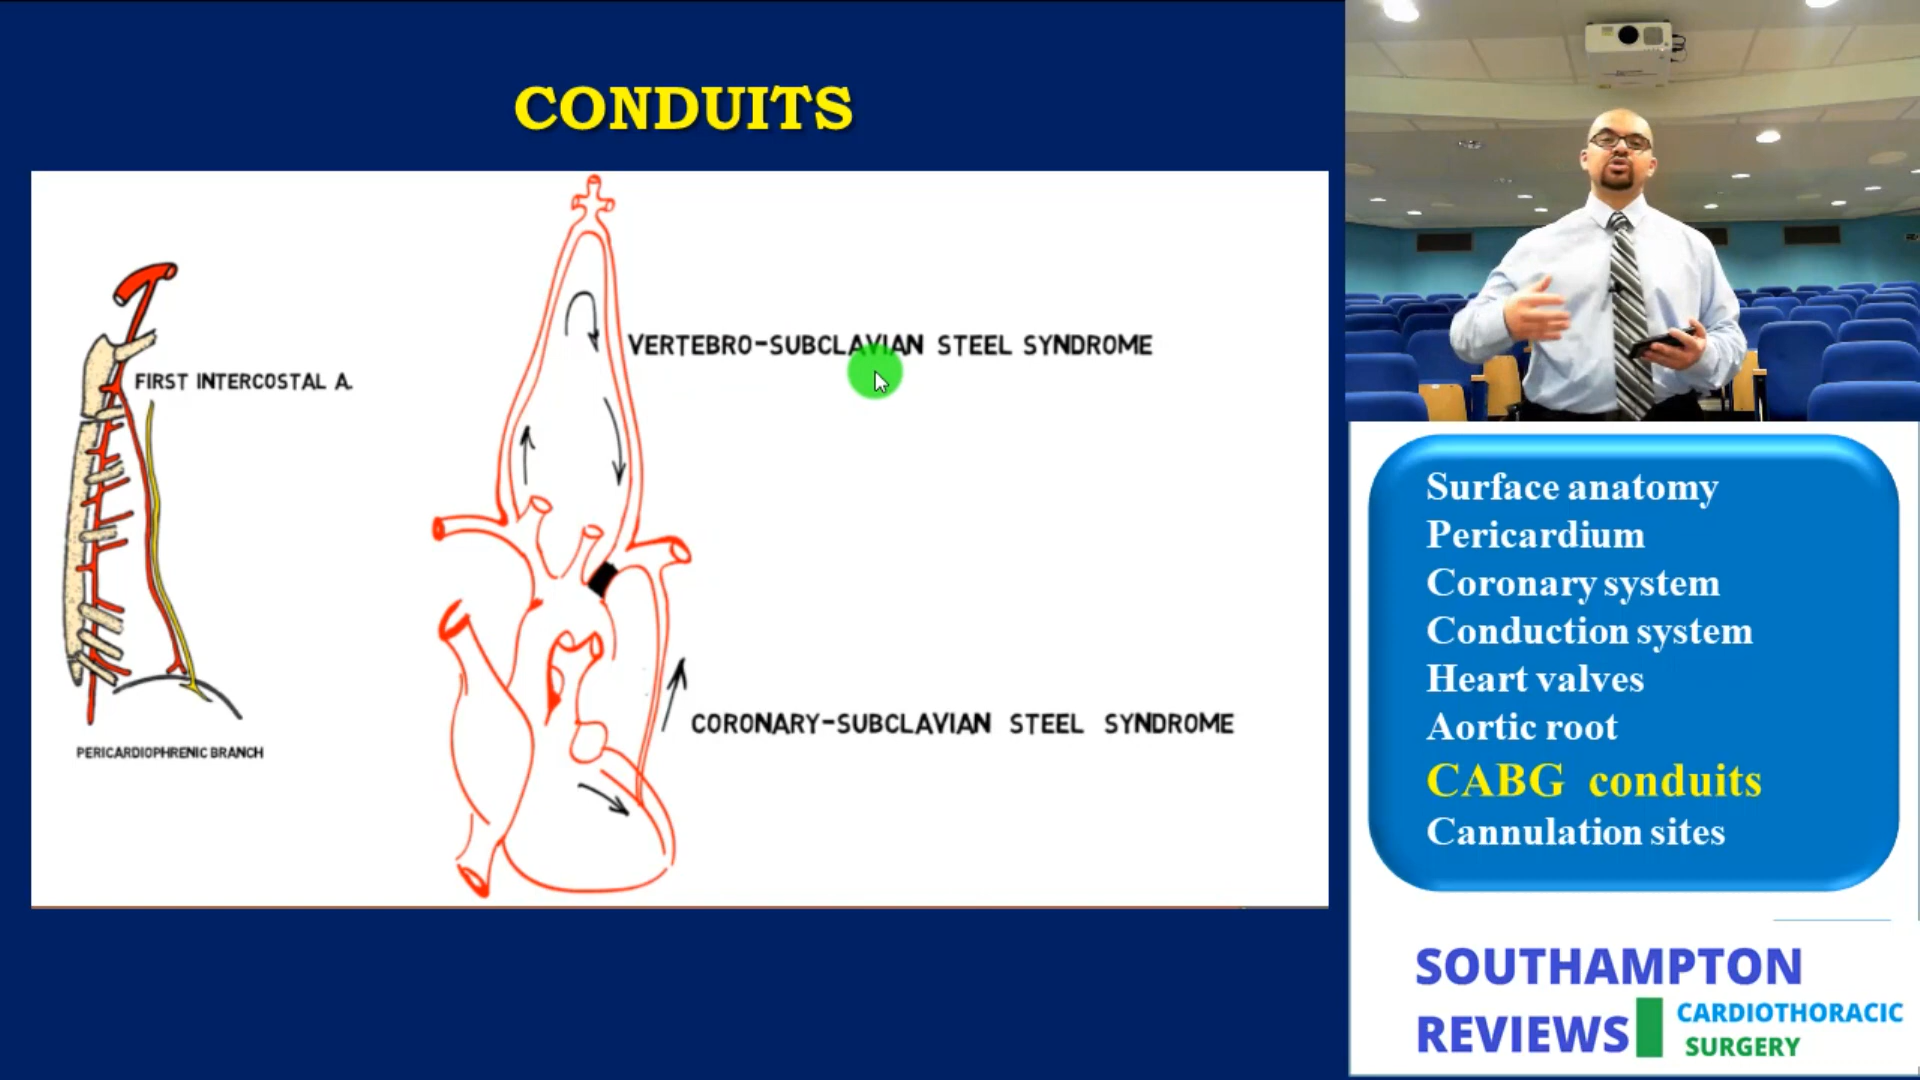 CONDUITS
FIRST INTERCOSTAL A.
VERTEBRO-SUBCLAVIAN STEEL SYNDROME
CORONARY-SUBCLAVIAN STEEL SYNDROME
PERICARDIOPHRENIC BRANCH
Surface anatomy
Pericardium
Coronary system
Conduction system
Heart valves
Aortic root
CABG conduits
Cannulation sites
SOUTHAMPTON
REVIEWS
CARDIOTHORACIC
SURGERY